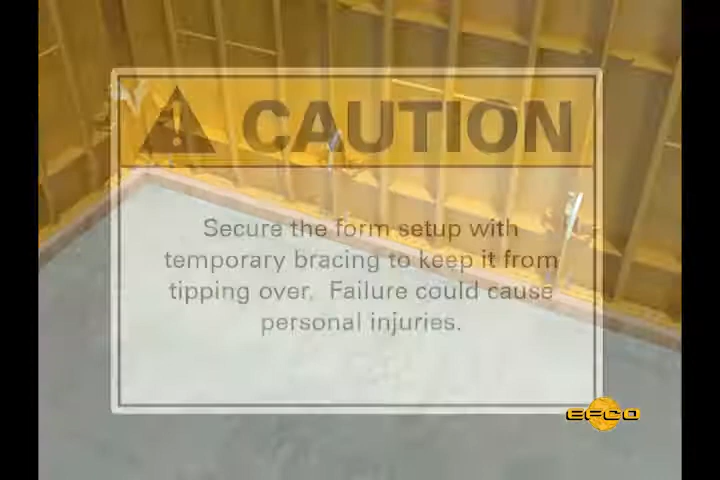 CAUTION
Secure the form setup with
temporary bracing to keep it from
tipping over. Failure could cause
personal injuries.
EFCO